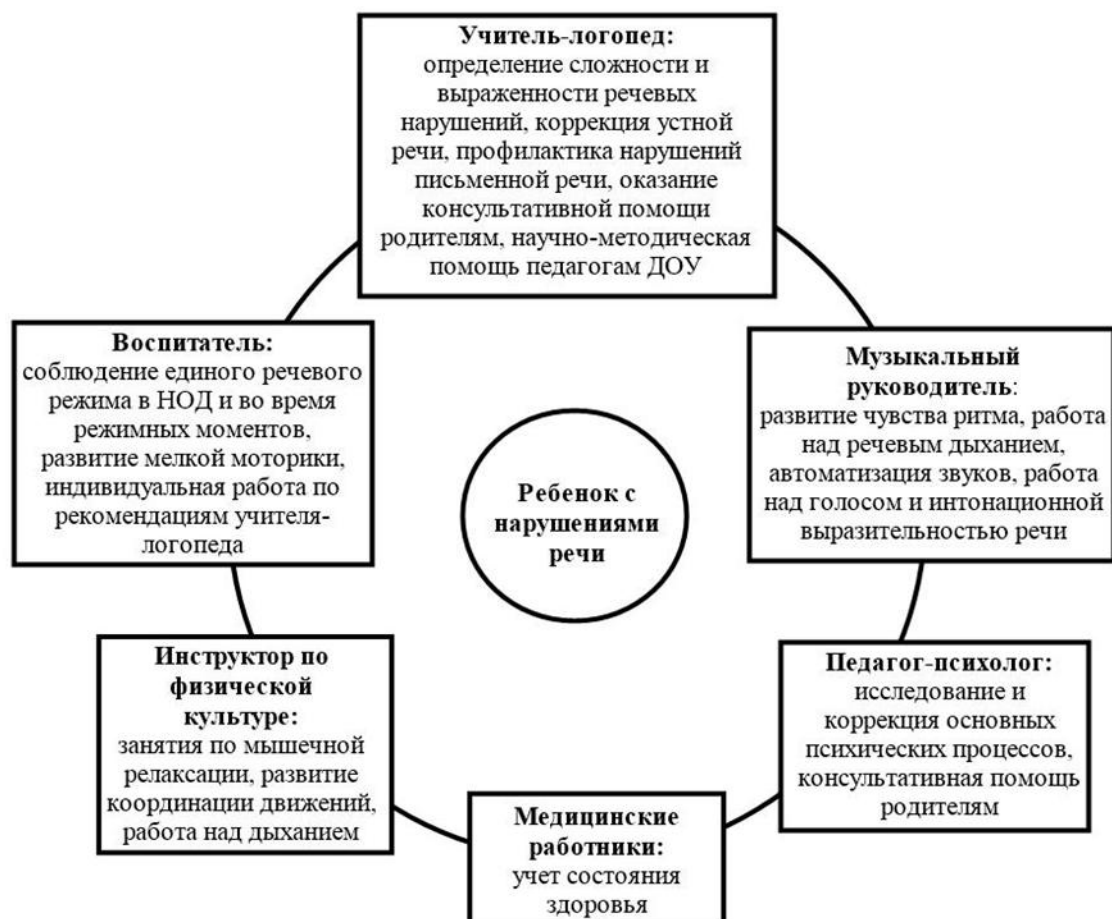 Учитель-логопед:
определение сложности и
выраженности речевых
нарушений, коррекция устной
речи, профилактика нарушений
письменной речи, оказание
консультативной помощи
родителям, научно-методическая
помощь педагогам ДОУ
Воспитатель:
соблюдение единого речевого
режима в НОД и во время
режимных моментов,
развитие мелкой моторики,
индивидуальная работа по
рекомендациям учителя-
логопеда
Музыкальный
руководитель:
развитие чувства ритма, работа
над речевым дыханием,
автоматизация звуков, работа
над голосом и интонационной
выразительностью речи
Ребенок с
нарушениями
речи
Инструктор по
физической
культуре:
занятия по мышечной
релаксации, развитие
координации движений,
работа над дыханием
Педагог-психолог:
исследование и
коррекция основных
психических процессов,
консультативная помощь
родителям
Медицинские
работники:
учет состояния
здоровья